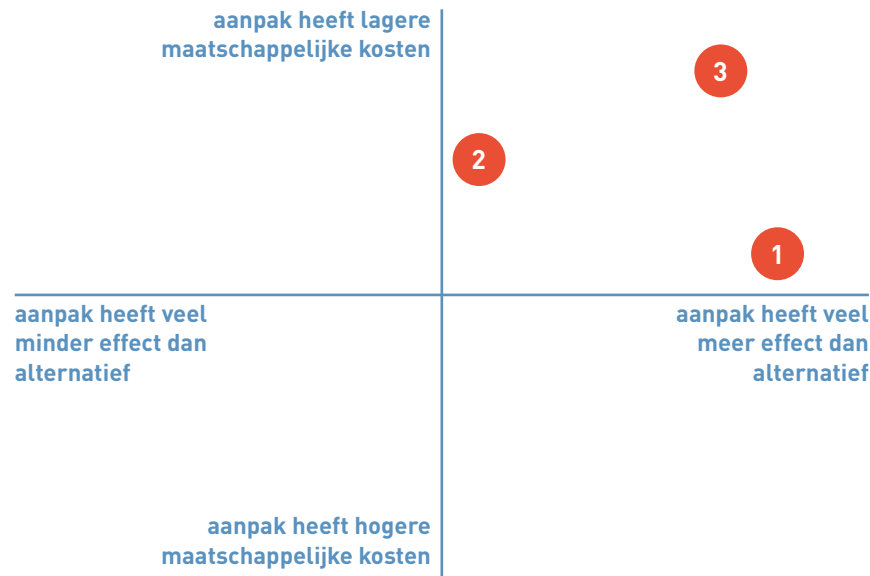 aanpak heeft lagere
maatschappelijke kosten
3
2
1
aanpak heeft veel
minder effect dan
alternatief
aanpak heeft veel
meer effect dan
alternatief
aanpak heeft hogere
maatschappelijke kosten